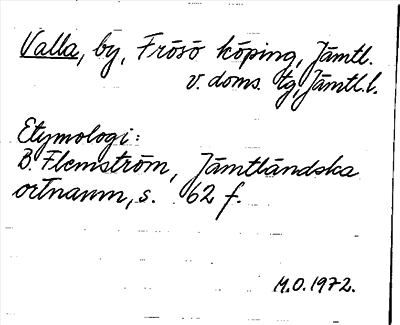 Valla, by, Frösö köping, Jämtl.
v. doms. tg, Jämtl. l.
Etymologi:
B. Flemström, Jämtländska
ortnamn, s. 62 f.
M.O. 1972.